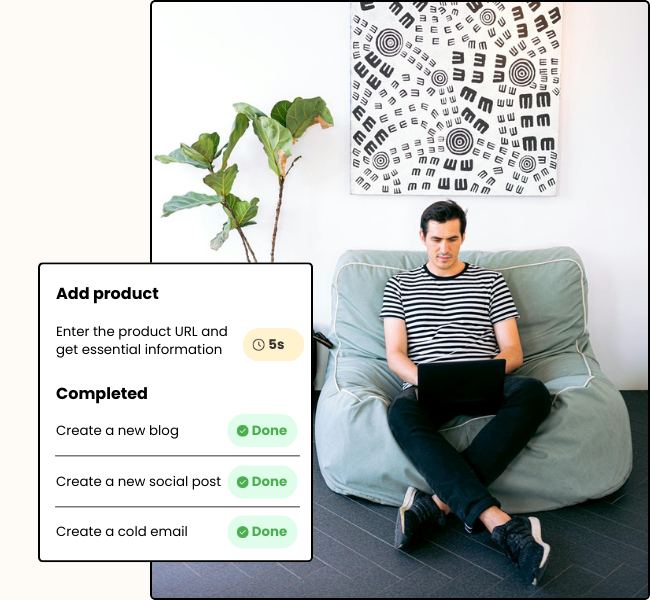 Add product
Enter the product URL and
get essential information
5s
Completed
Create a new blog
Done
Create a new social post
Done
Create a cold email
Done